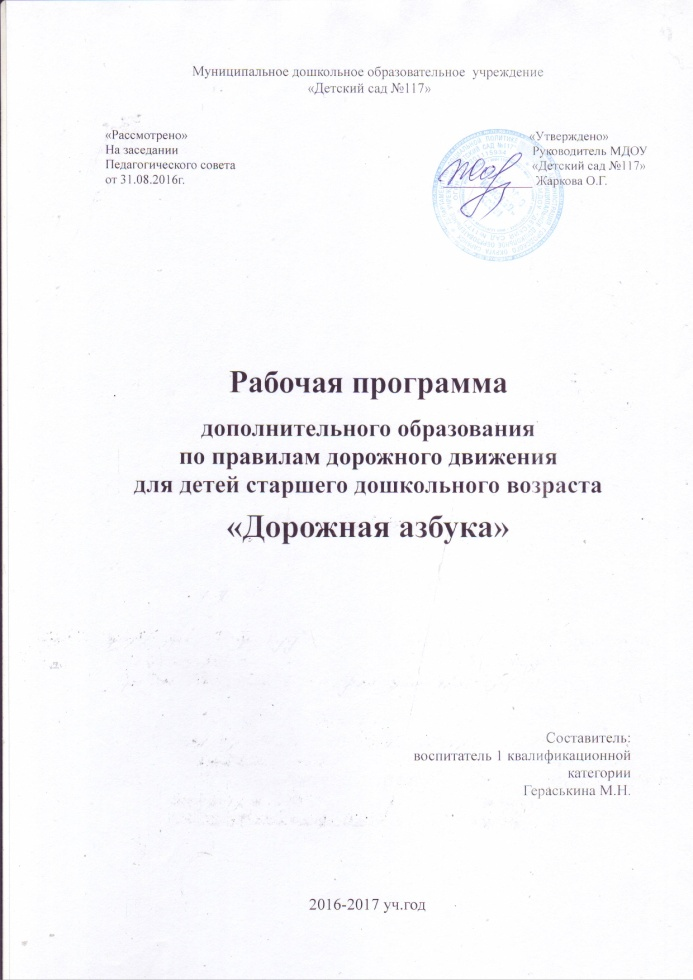 Муниципальное дошкольное образовательное учреждение
«Детский сад №117»
«Рассмотрено»
На заседании
Педагогического совета
от 31.08.2016г.
«Утверждено»
Руководитель МДОУ
«Детский сад №117»
Жаркова О.Г.
Рабочая программа
дополнительного образования
по правилам дорожного движения
для детей старшего дошкольного возраста
«Дорожная азбука»
Составитель:
воспитатель 1 квалификационной
категории
Гераськина М.Н.
2016-2017 уч.год